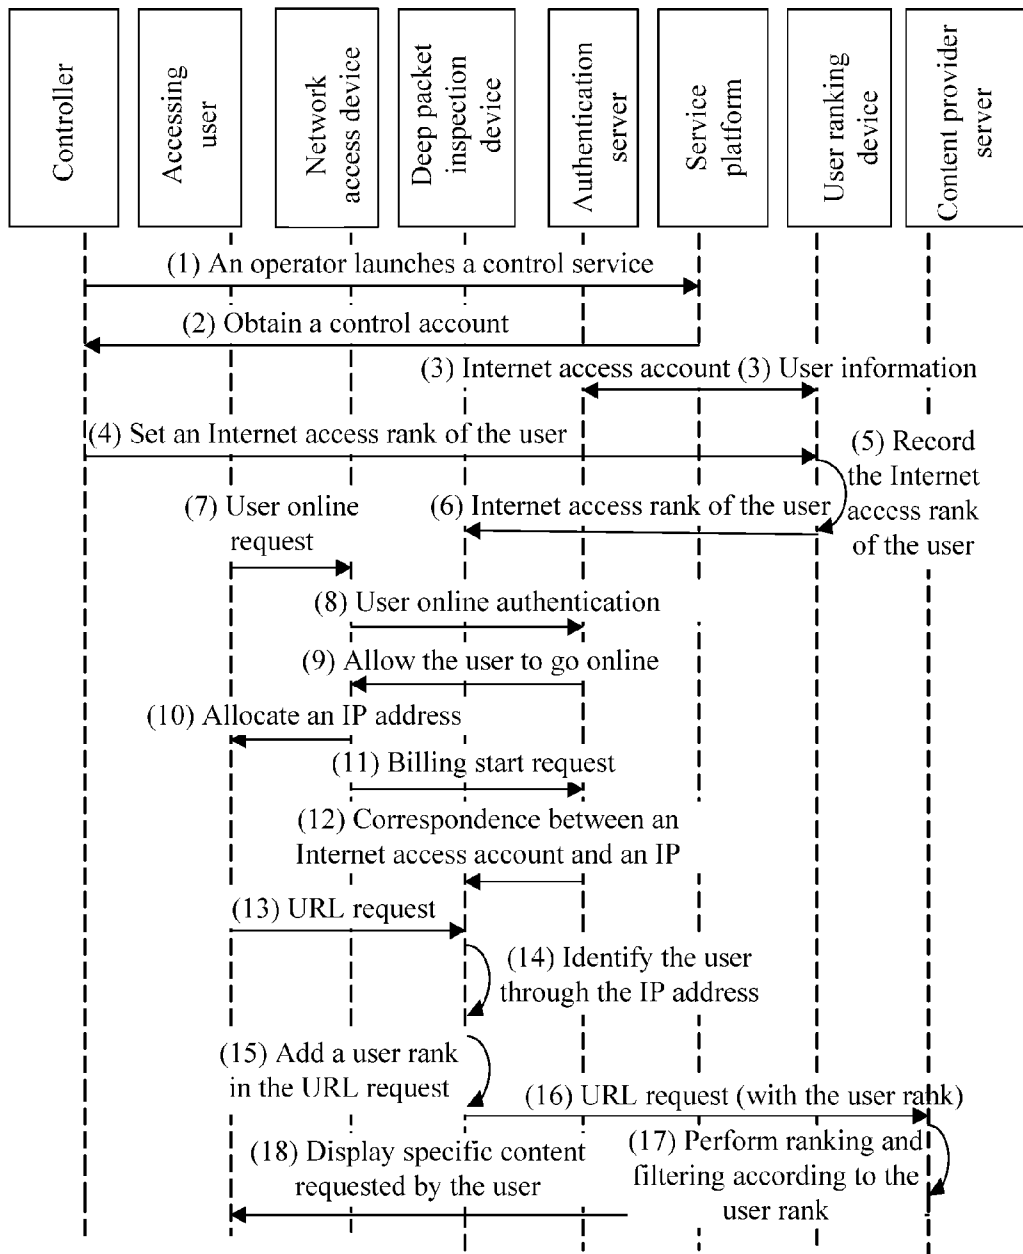 Controller
Accessing
user
Network
access device
Deep packet
inspection
device
Authentication
server
Service
platform
User ranking
device
Content provider
server
(1) An operator launches a control service
(2) Obtain a control account
(3) Internet access account (3) User information
(4) Set an Internet access rank of the user
(5) Record
the Internet
access rank
of the user
(6) Internet access rank of the user
(7) User online
request
(8) User online authentication
(9) Allow the user to go online
(10) Allocate an IP address
(11) Billing start request
(12) Correspondence between an
Internet access account and an IP
(13) URL request
(14) Identify the user
through the IP address
(15) Add a user rank
in the URL request
(16) URL request (with the user rank)
(17) Perform ranking and
filtering according to the
user rank
(18) Display specific content
requested by the user